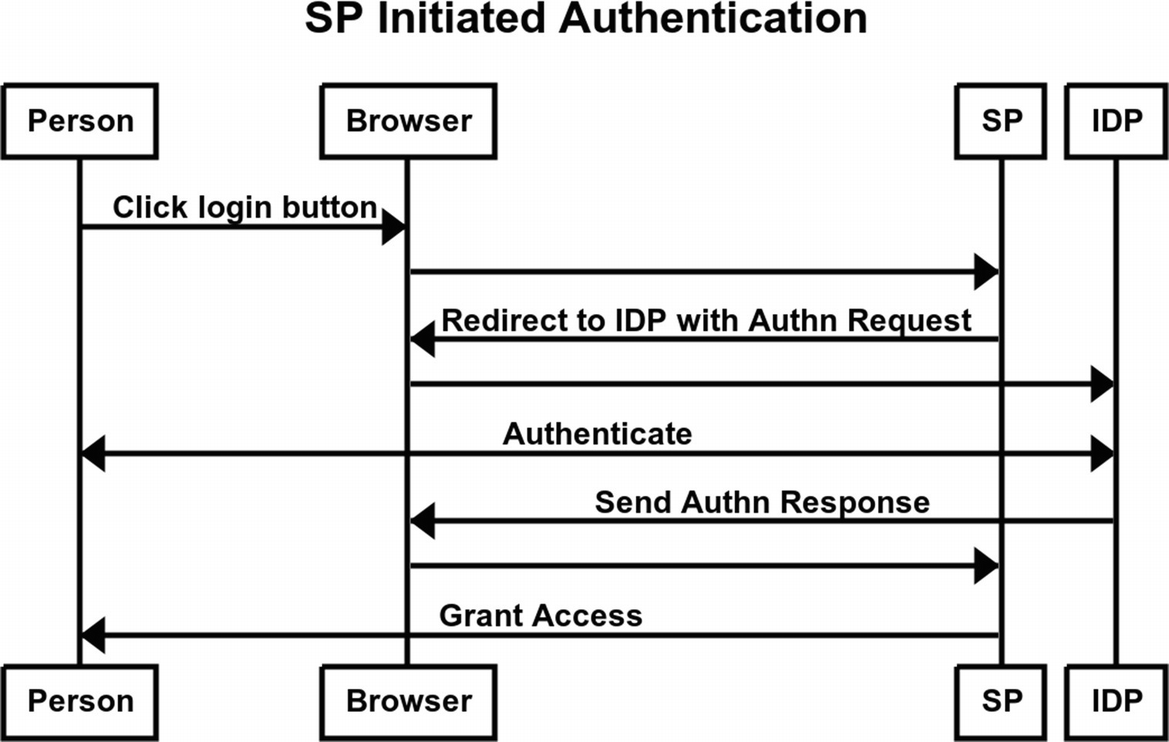 SP Initiated Authentication
Person Browser SP IDP
Click login button
Redirect to IDP with Authn Request
Authenticate
Send Authn Response
Grant Access
Person Browser SP IDP